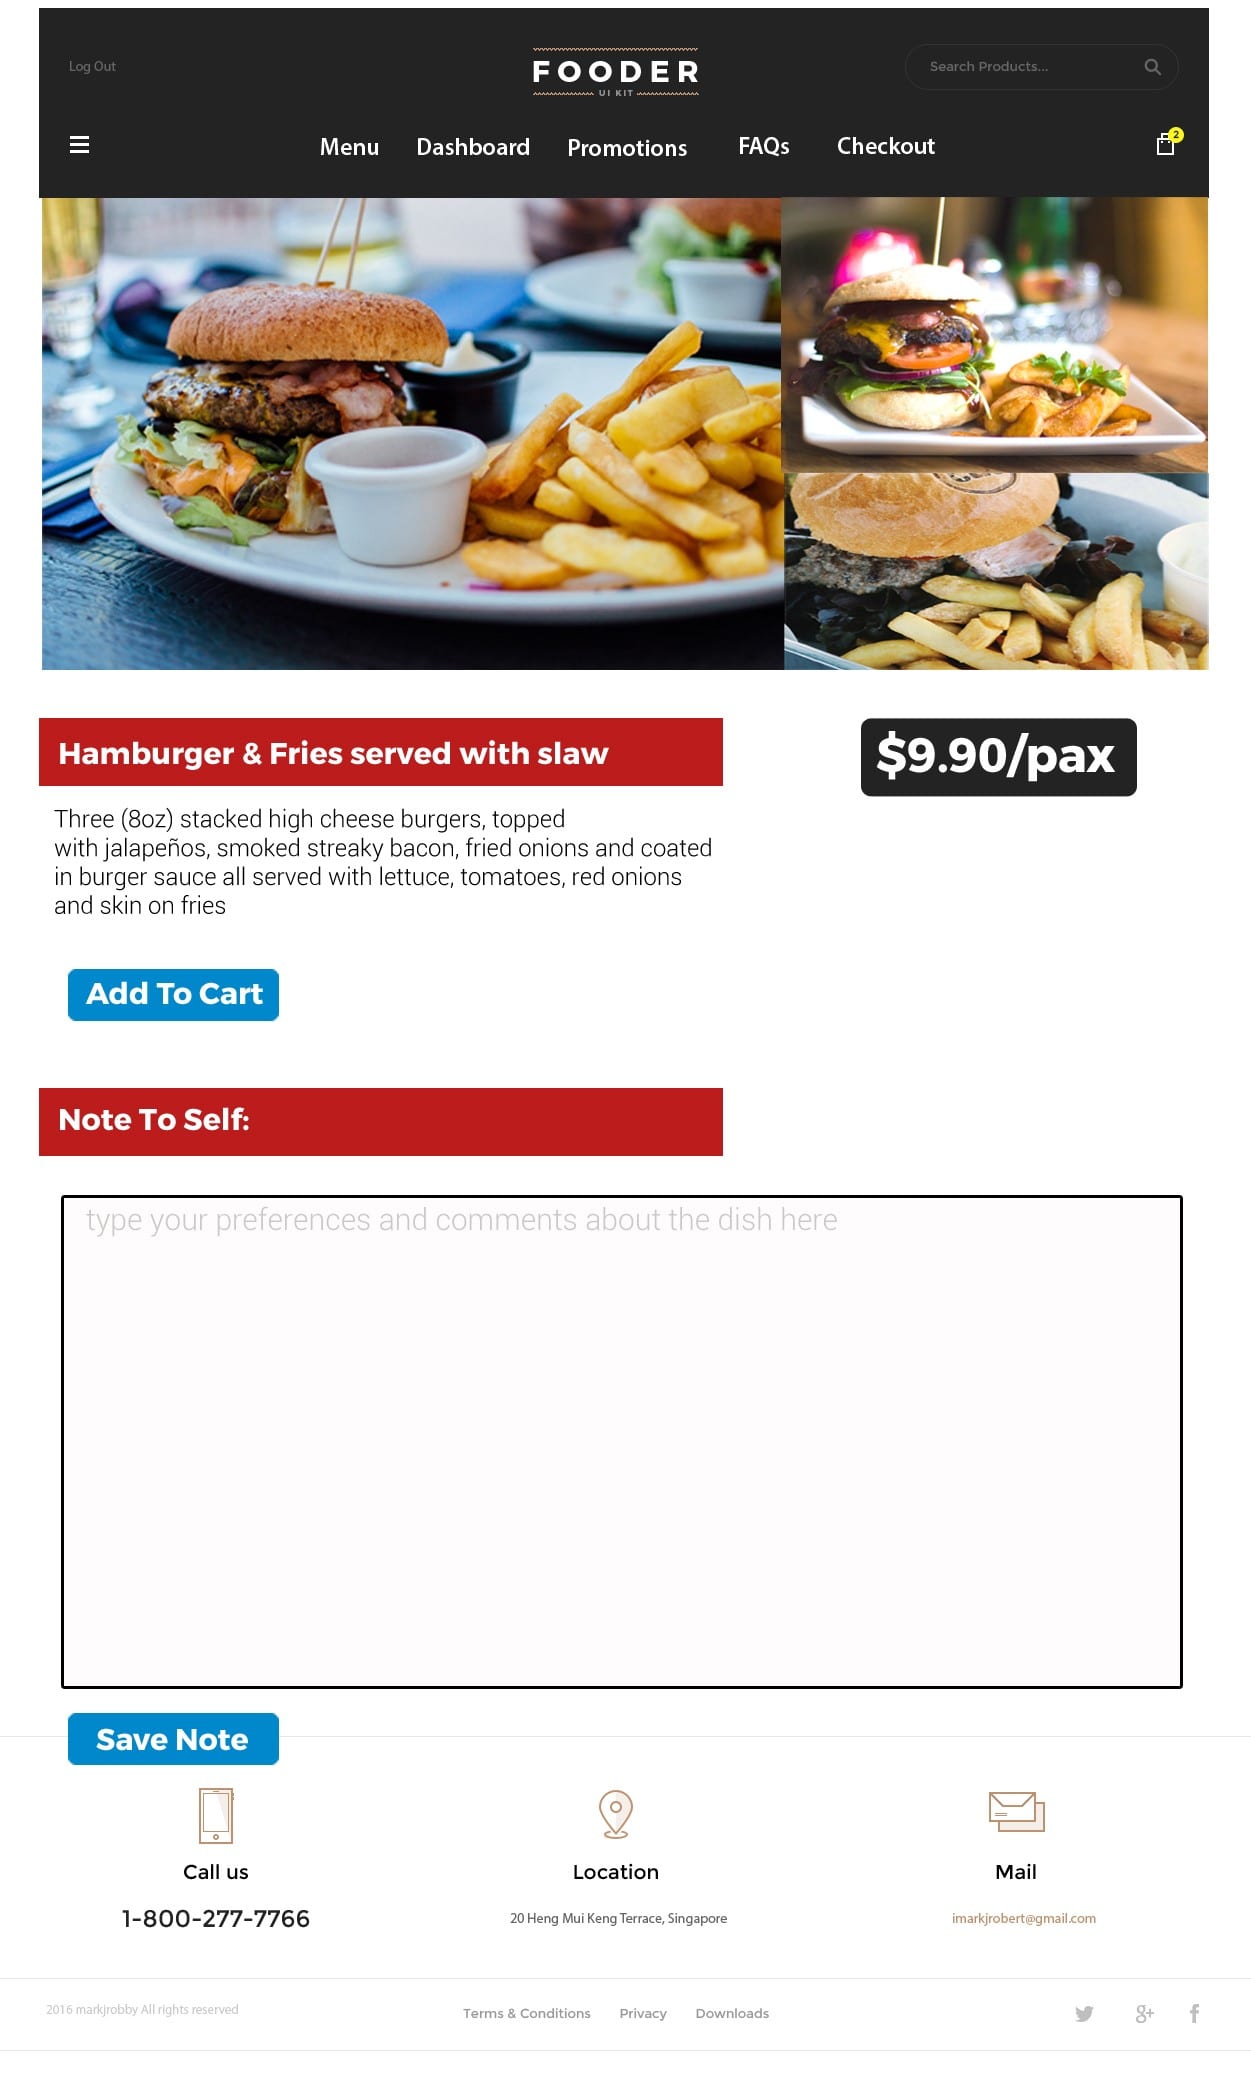 Log Out
FOODER
UI KIT
Search Products...
Menu Dashboard Promotions FAQs Checkout
2
Hamburger & Fries served with slaw
$9.90/pax
Three (8oz) stacked high cheese burgers, topped
with jalapeños, smoked streaky bacon, fried onions and coated
in burger sauce all served with lettuce, tomatoes, red onions
and skin on fries
Add To Cart
Note To Self:
type your preferences and comments about the dish here
Save Note
Call us
1-800-277-7766
Location
20 Heng Mui Keng Terrace, Singapore
Mail
imarkjrobert@gmail.com
2016 markjrobby All rights reserved
Terms & Conditions Privacy Downloads